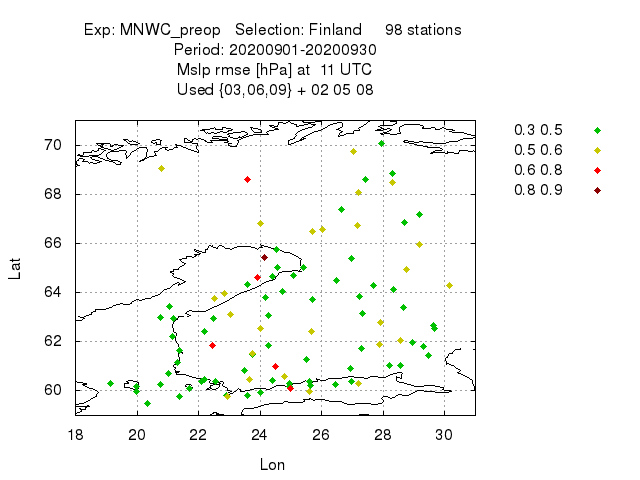 Exp: MNWC_preop   Selection: Finland     98 stations
Period: 20200901-20200930
Mslp rmse [hPa] at  11 UTC
Used {03,06,09} + 02 05 08
70
68
66
64
62
60
18 20 22 24 26 28 30
Lat
Lon
0.3 0.5
0.5 0.6
0.6 0.8
0.8 0.9